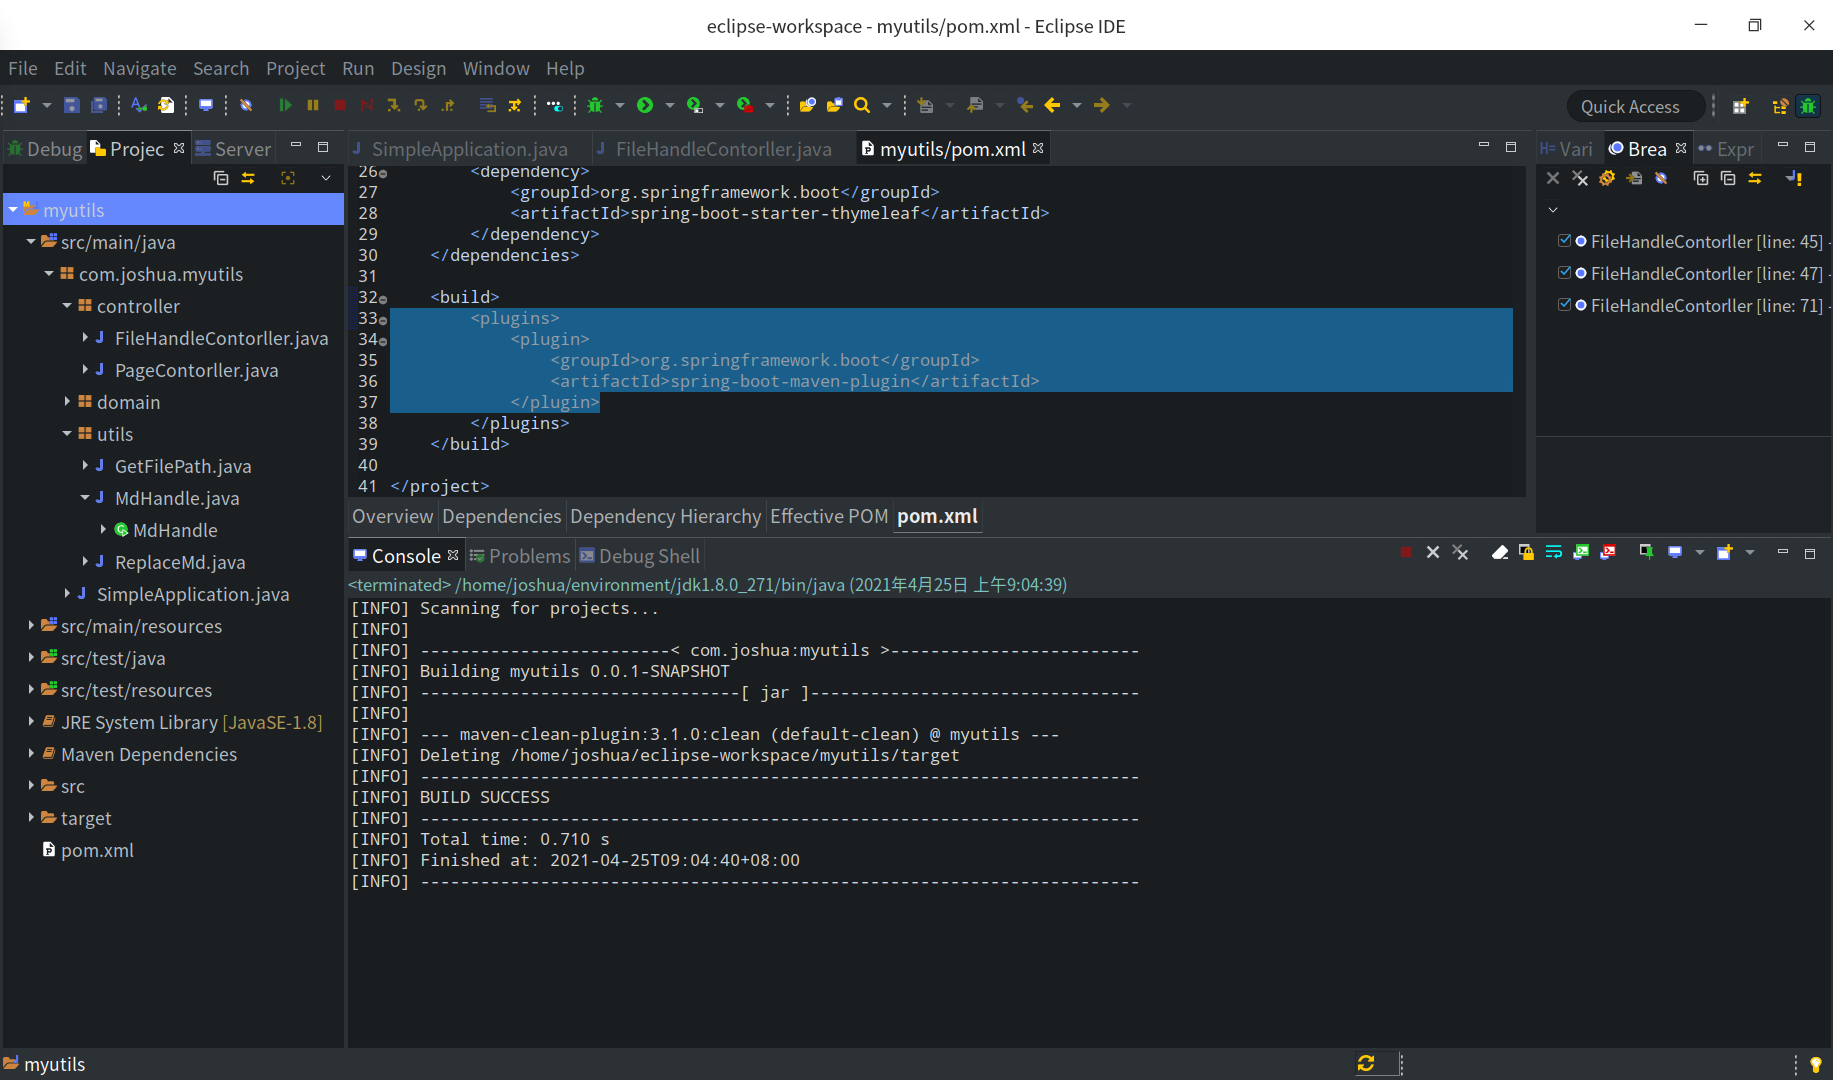 eclipse-workspace - myutils/pom.xml - Eclipse IDE
File Edit Navigate Search Project Run Design Window Help
Quick Access
Debug Projec Server
myutils
src/main/java
com.joshua.myutils
controller
FileHandleContorller.java
PageContorller.java
domain
utils
GetFilePath.java
MdHandle.java
MdHandle
ReplaceMd.java
SimpleApplication.java
src/main/resources
src/test/java
src/test/resources
JRE System Library [JavaSE-1.8]
Maven Dependencies
src
target
pom.xml
SimpleApplication.java FileHandleContorller.java myutils/pom.xml
26 <dependency>
27 <groupId>org.springframework.boot</groupId>
28 <artifactId>spring-boot-starter-thymeleaf</artifactId>
29 </dependency>
30 </dependencies>
31
32 <build>
33 <plugins>
34 <plugin>
35 <groupId>org.springframework.boot</groupId>
36 <artifactId>spring-boot-maven-plugin</artifactId>
37 </plugin>
38 </plugins>
39 </build>
40
41 </project>
Overview Dependencies Dependency Hierarchy Effective POM pom.xml
Vari Brea Expr
FileHandleContorller [line: 45] -
FileHandleContorller [line: 47] -
FileHandleContorller [line: 71] -
Console Problems Debug Shell
<terminated> /home/joshua/environment/jdk1.8.0_271/bin/java (2021年4月25日 上午9:04:39)
[INFO] Scanning for projects...
[INFO]
[INFO] -------------------------< com.joshua:myutils >-------------------------
[INFO] Building myutils 0.0.1-SNAPSHOT
[INFO] --------------------------------[ jar ]---------------------------------
[INFO]
[INFO] --- maven-clean-plugin:3.1.0:clean (default-clean) @ myutils ---
[INFO] Deleting /home/joshua/eclipse-workspace/myutils/target
[INFO] ------------------------------------------------------------------------
[INFO] BUILD SUCCESS
[INFO] ------------------------------------------------------------------------
[INFO] Total time: 0.710 s
[INFO] Finished at: 2021-04-25T09:04:40+08:00
[INFO] ------------------------------------------------------------------------
myutils